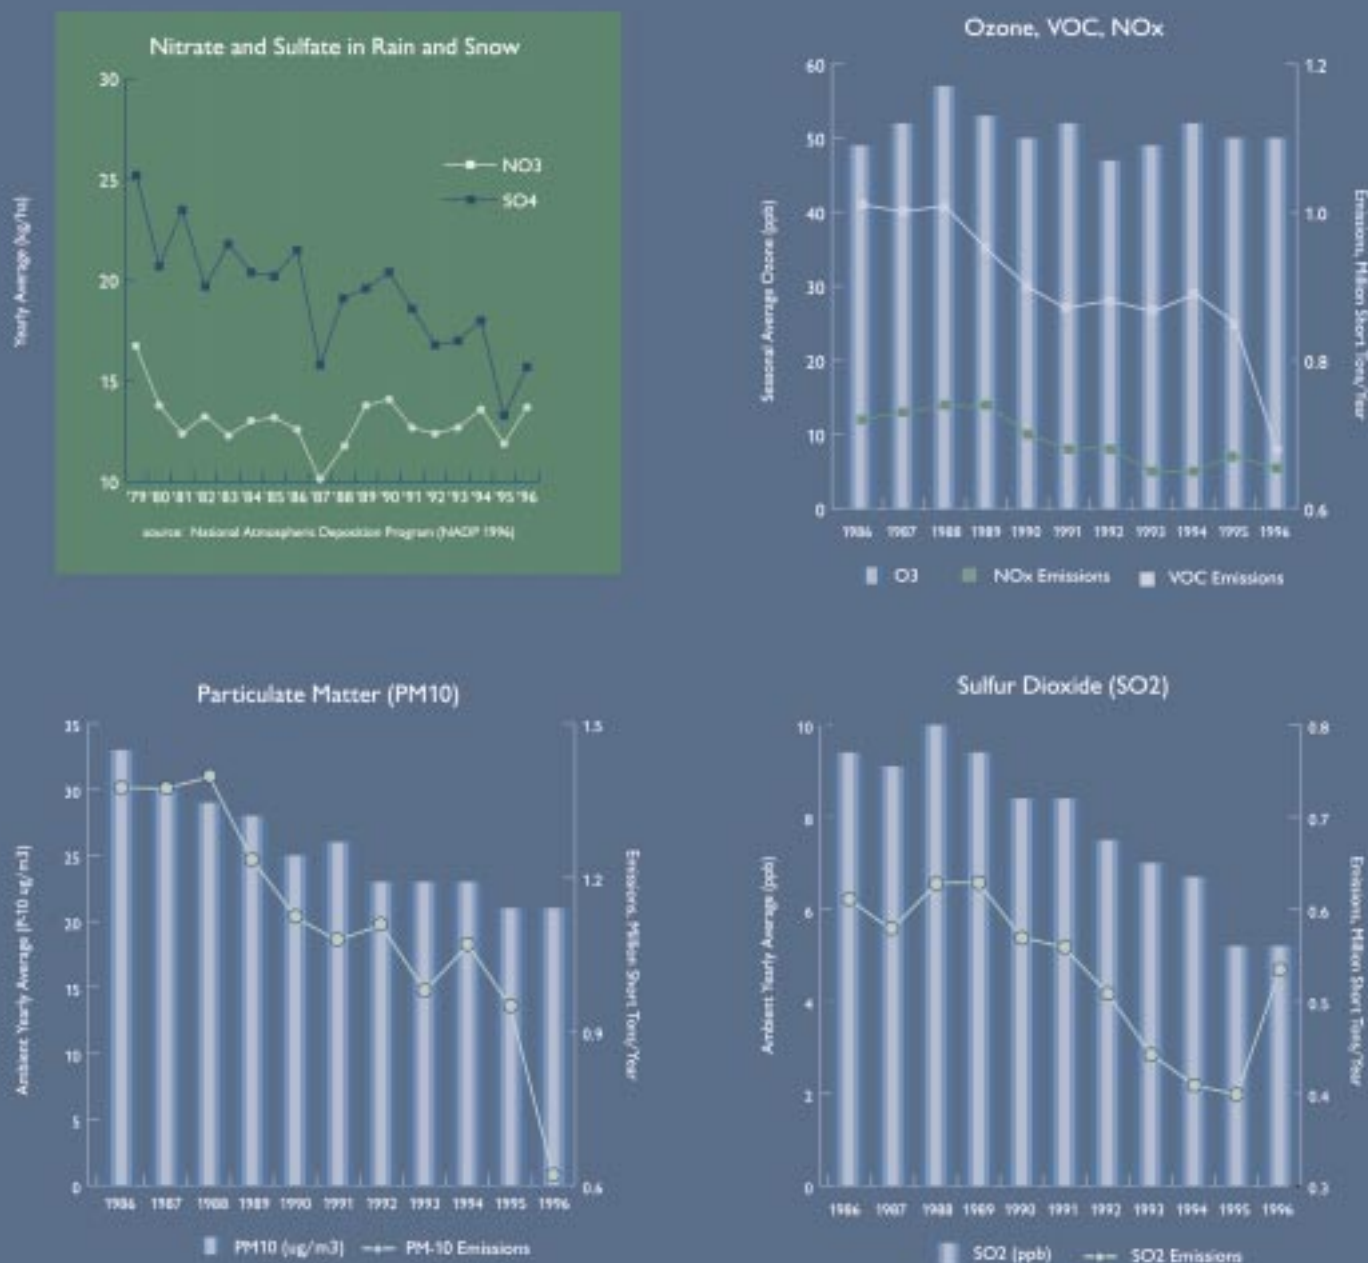 Nitrate and Sulfate in Rain and Snow
Yearly Average (kg/ha)
30
25
20
15
10
NO3
SO4
'79 '80 '81 '82 '83 '84 '85 '86 '87 '88 '89 '90 '91 '92 '93 '94 '95 '96
source: National Atmospheric Deposition Program (NADP 1996)
Ozone, VOC, NOx
Seasonal Average Ozone (ppb)
60
50
40
30
20
10
0
1.2
1.0
0.8
0.6
Emissions, Million Short Tons/Year
1986 1987 1988 1989 1990 1991 1992 1993 1994 1995 1996
O3 NOx Emissions VOC Emissions
Particulate Matter (PM10)
Ambient Yearly Average (P-10 ug/m3)
35
30
25
20
15
10
5
0
1.5
1.2
0.9
0.6
Emissions, Million Short Tons/Year
1986 1987 1988 1989 1990 1991 1992 1993 1994 1995 1996
PM10 (ug/m3) PM-10 Emissions
Sulfur Dioxide (SO2)
Ambient Yearly Average (ppb)
10
8
6
4
2
0
0.8
0.7
0.6
0.5
0.4
0.3
Emissions, Million Short Tons/Year
1986 1987 1988 1989 1990 1991 1992 1993 1994 1995 1996
SO2 (ppb) SO2 Emissions